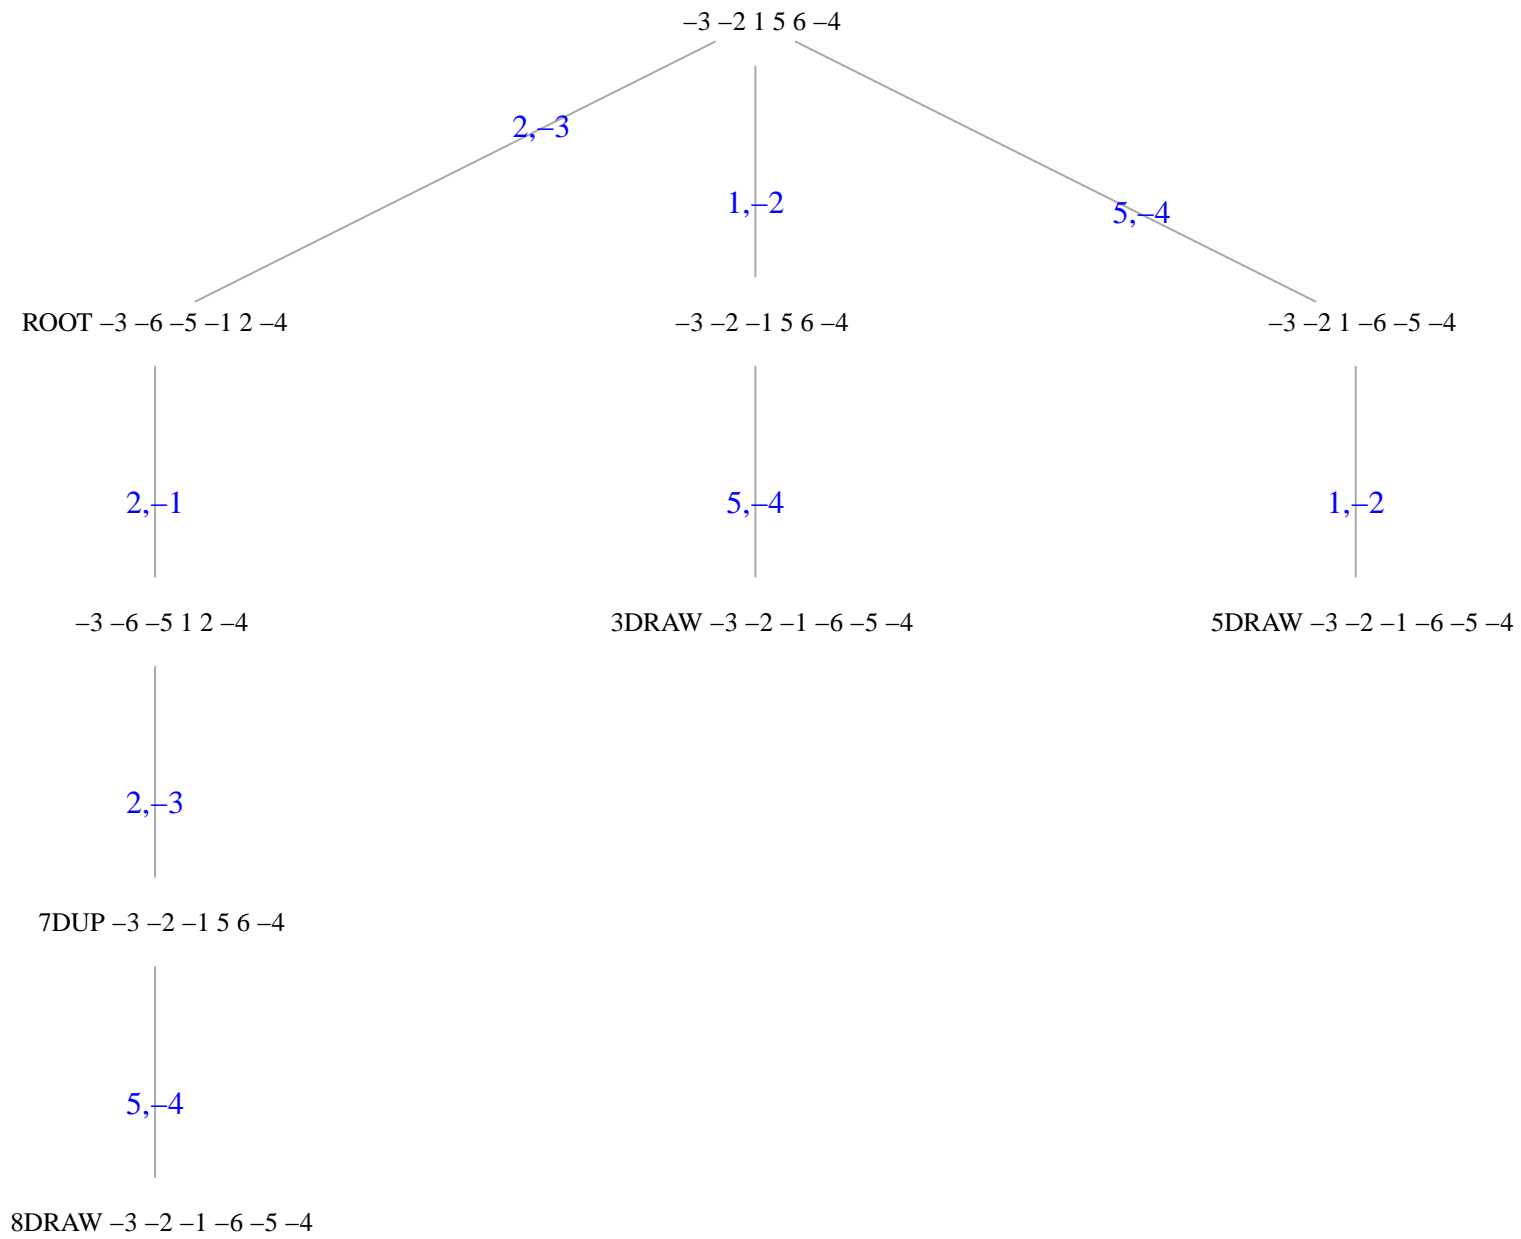 –3 –2 1 5 6 –4
2,–3
1,–2
5,–4
ROOT –3 –6 –5 –1 2 –4
–3 –2 –1 5 6 –4
–3 –2 1 –6 –5 –4
2,–1
5,–4
1,–2
–3 –6 –5 1 2 –4
3DRAW –3 –2 –1 –6 –5 –4
5DRAW –3 –2 –1 –6 –5 –4
2,–3
7DUP –3 –2 –1 5 6 –4
5,–4
8DRAW –3 –2 –1 –6 –5 –4